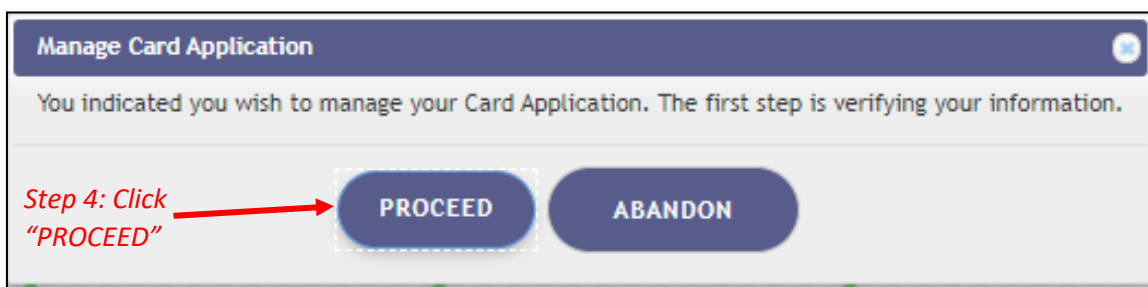 Manage Card Application
You indicated you wish to manage your Card Application. The first step is verifying your information.
Step 4: Click
“PROCEED”
PROCEED
ABANDON